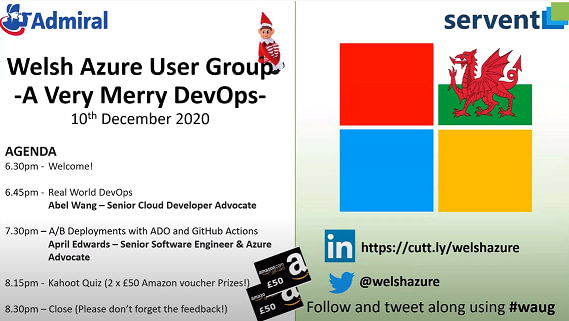 Admiral
Welsh Azure User Group
-A Very Merry DevOps-
10th December 2020
AGENDA
6.30pm - Welcome!
6.45pm - Real World DevOps
Abel Wang – Senior Cloud Developer Advocate
7.30pm – A/B Deployments with ADO and GitHub Actions
April Edwards – Senior Software Engineer & Azure
Advocate
8.15pm - Kahoot Quiz (2 x £50 Amazon voucher Prizes!)
8.30pm – Close (Please don't forget the feedback!)
servent
in https://cutt.ly/welshazure
@welshazure
amazon
£50
amazon
£50
Follow and tweet along using #waug